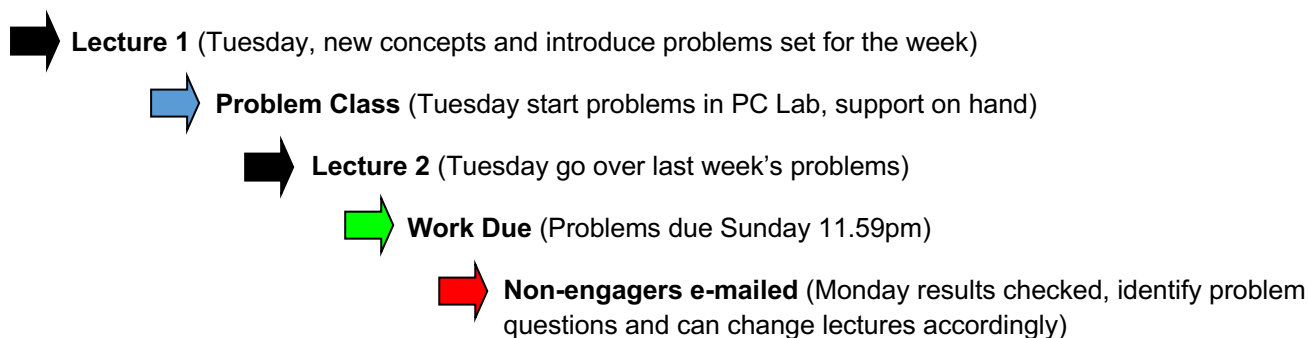 Lecture 1 (Tuesday, new concepts and introduce problems set for the week)
Problem Class (Tuesday start problems in PC Lab, support on hand)
Lecture 2 (Tuesday go over last week’s problems)
Work Due (Problems due Sunday 11.59pm)
Non-engagers e-mailed (Monday results checked, identify problem
questions and can change lectures accordingly)